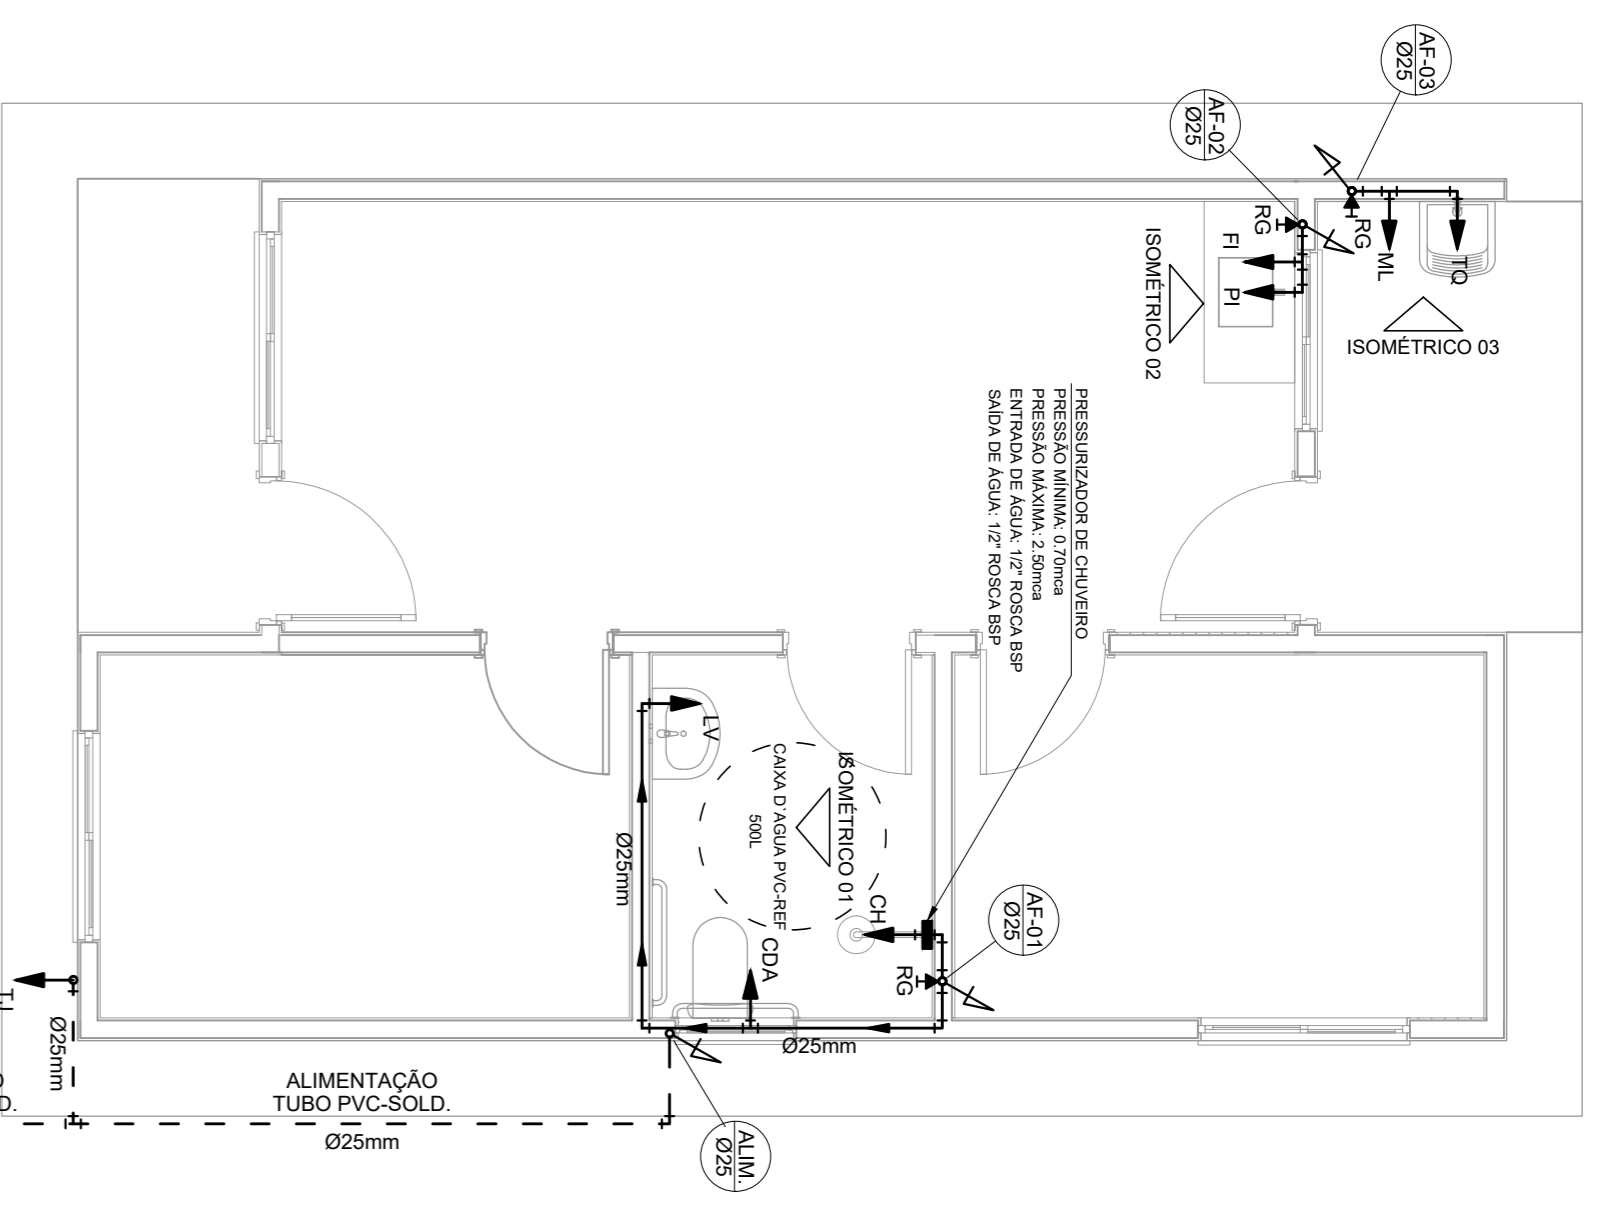 AF-03
Ø25
AF-02
Ø25
RG
RG
FI
PI
ML
TQ
ISOMÉTRICO 02
ISOMÉTRICO 03
PRESSURIZADOR DE CHUVEIRO
PRESSÃO MÍNIMA: 0.70mca
PRESSÃO MÁXIMA: 2.50mca
ENTRADA DE ÁGUA: 1/2" ROSCA BSP
SAÍDA DE ÁGUA: 1/2" ROSCA BSP
LV
ISOMÉTRICO 01
CAIXA D`AGUA PVC-REF
500L
Ø25mm
CH
CDA
RG
AF-01
Ø25
Ø25mm
TJ
Ø25mm
ALIMENTAÇÃO
TUBO PVC-SOLD.
Ø25mm
ALIM.
Ø25
D.